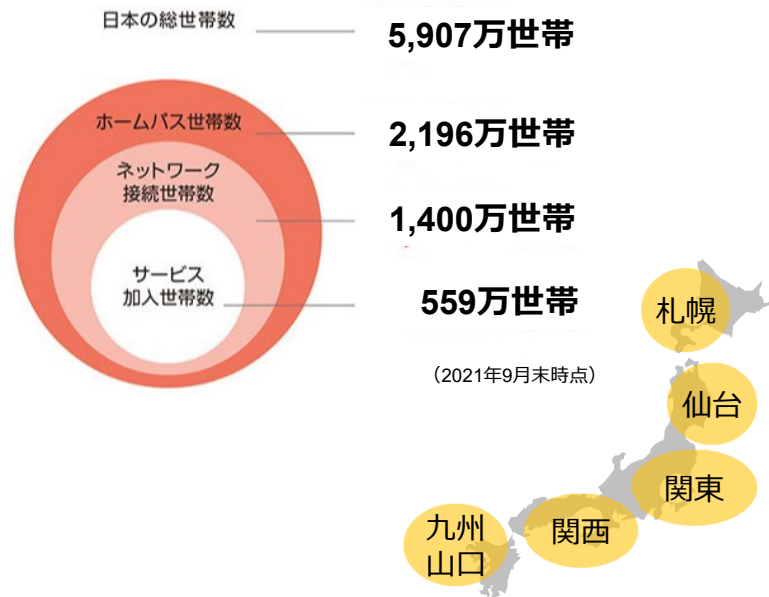 日本の総世帯数
5,907万世帯
ホームパス世帯数
2,196万世帯
ネットワーク
接続世帯数
1,400万世帯
サービス
加入世帯数
559万世帯
（2021年9月末時点）
札幌
仙台
関東
関西
九州
山口